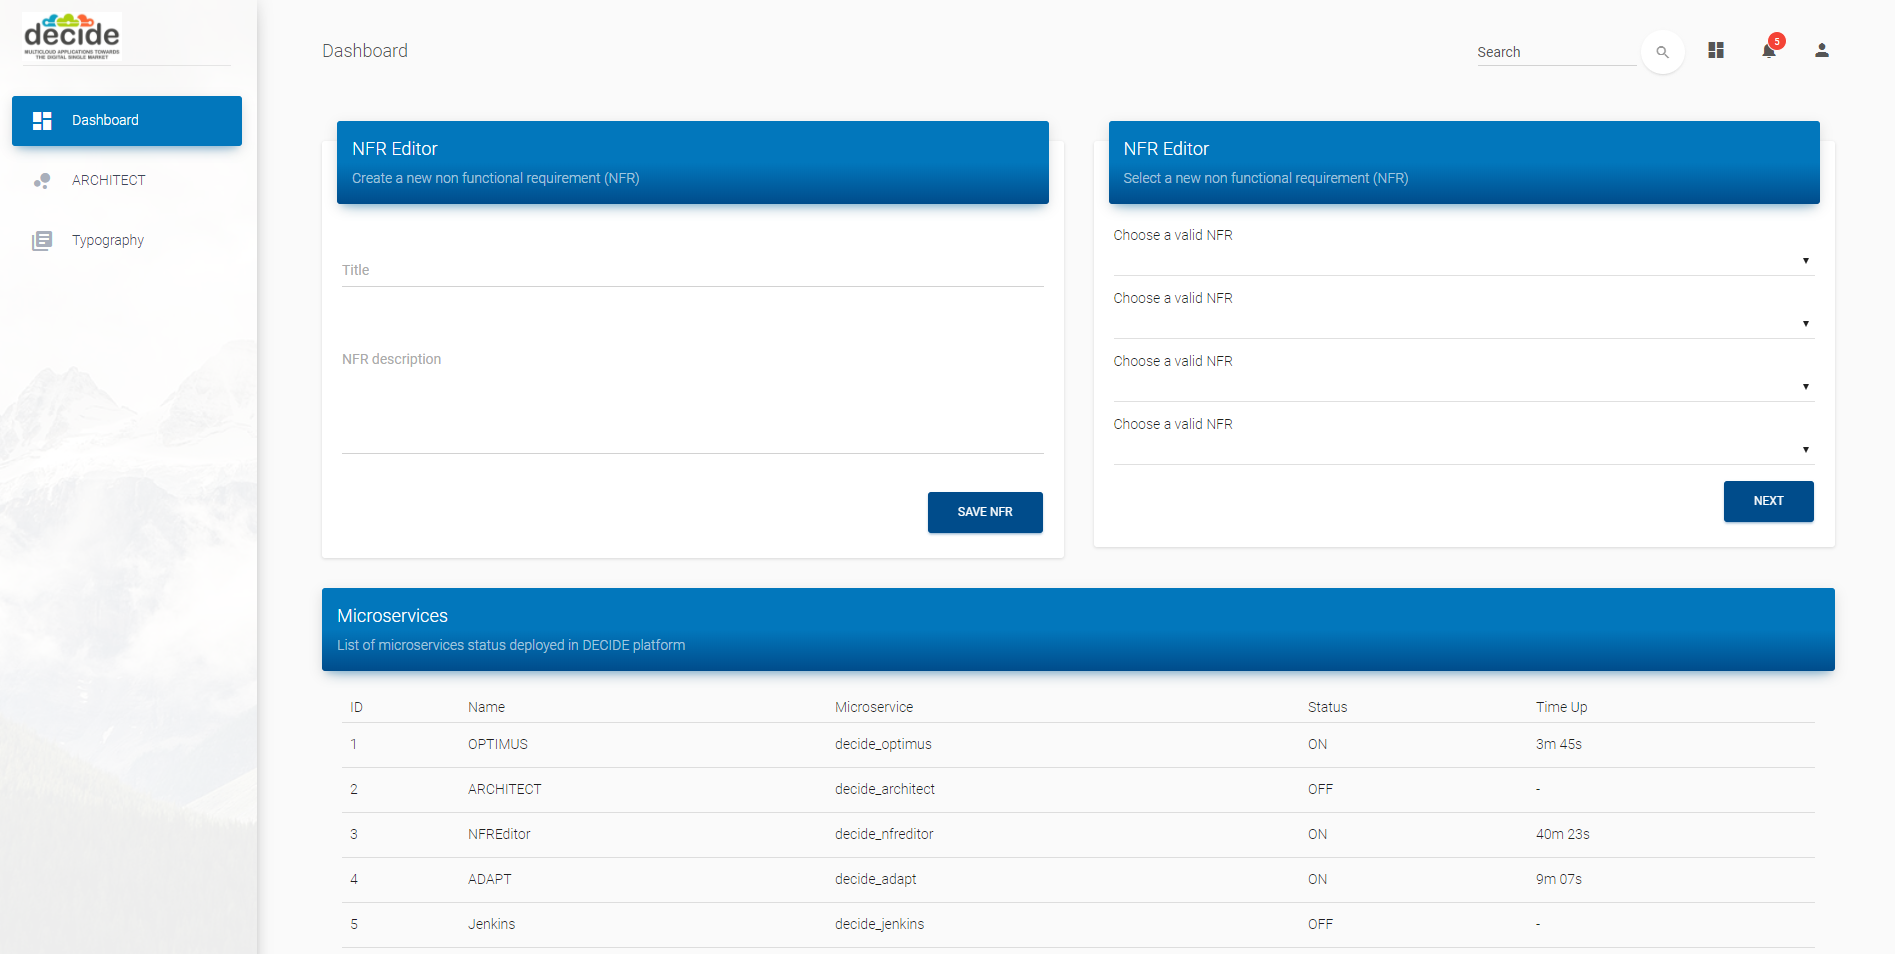 decide
MULTICLOUD APPLICATIONS TOWARDS
THE DIGITAL SINGLE MARKET
Dashboard
ARCHITECT
Typography
Dashboard
Search
5
NFR Editor
Create a new non functional requirement (NFR)
Title
NFR description
SAVE NFR
NFR Editor
Select a new non functional requirement (NFR)
Choose a valid NFR
Choose a valid NFR
Choose a valid NFR
Choose a valid NFR
NEXT
Microservices
List of microservices status deployed in DECIDE platform
ID Name Microservice Status Time Up
1 OPTIMUS decide_optimus ON 3m 45s
2 ARCHITECT decide_architect OFF -
3 NFREditor decide_nfreditor ON 40m 23s
4 ADAPT decide_adapt ON 9m 07s
5 Jenkins decide_jenkins OFF -